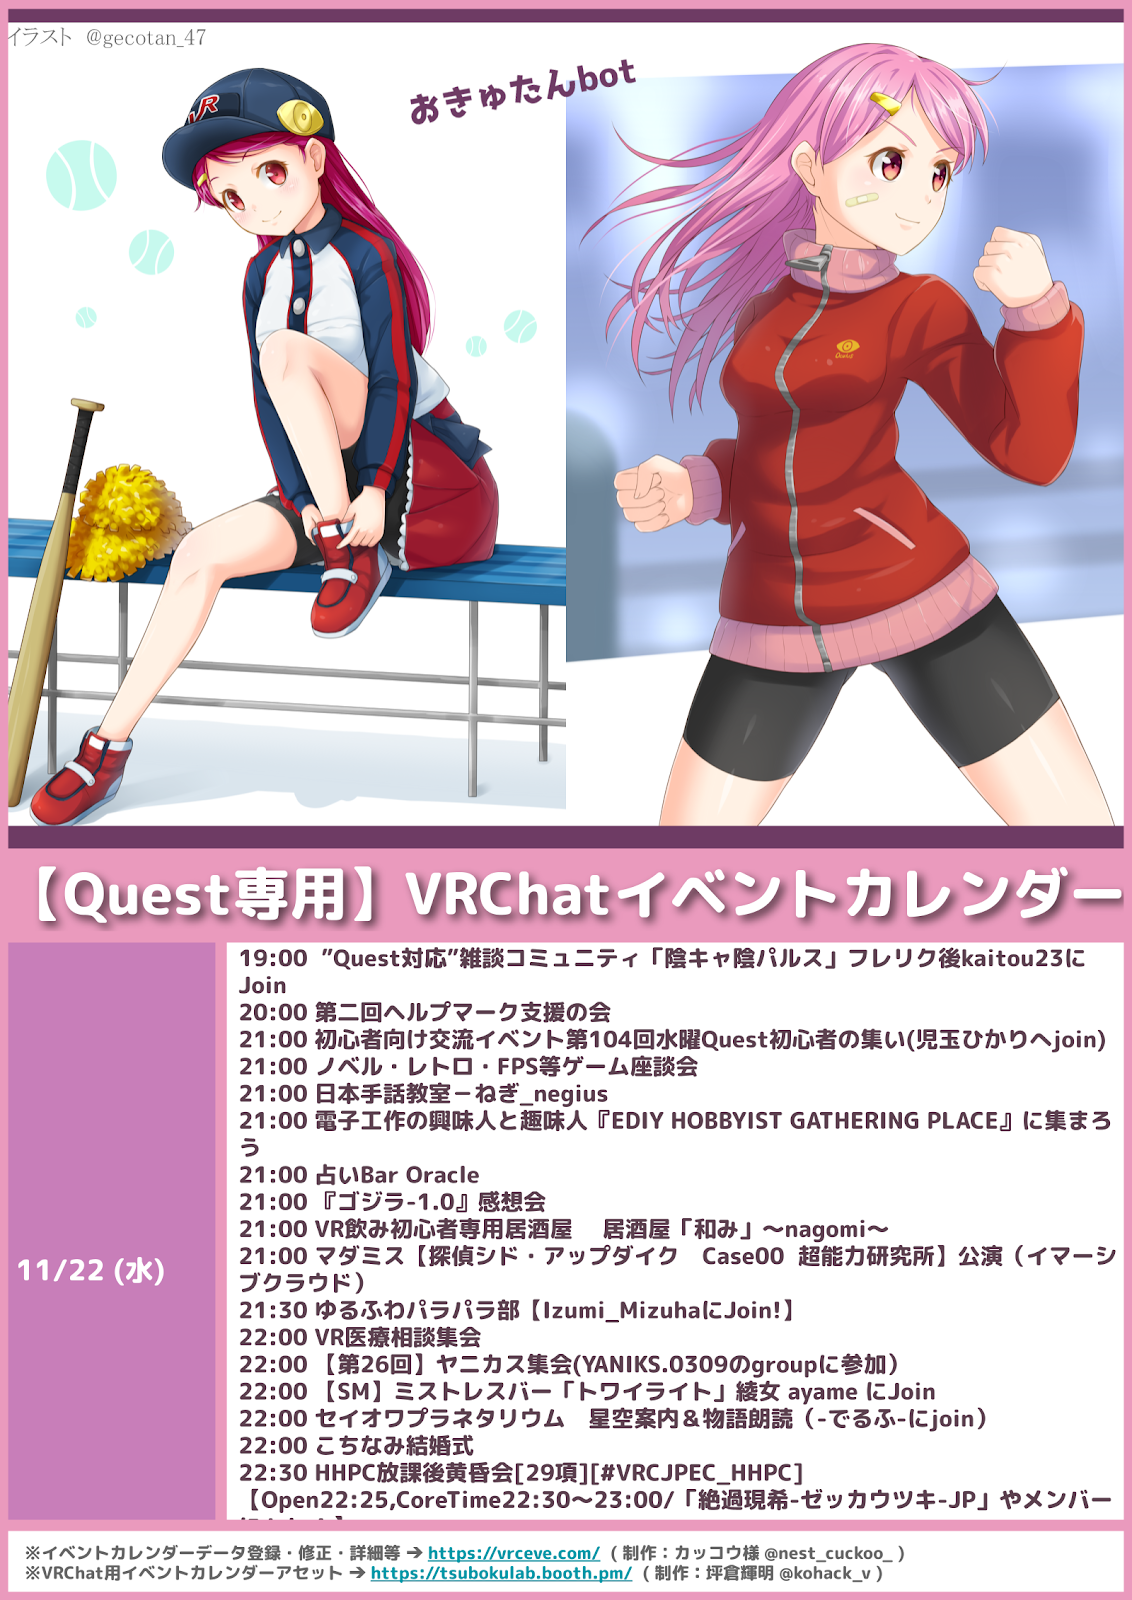 イラスト @gecotan_47
おきゅたんbot
VR
Quest
【Quest専用】VRChatイベントカレンダー
11/22 (水)
19:00 ”Quest対応”雑談コミュニティ「陰キャ陰パルス」フレリク後kaitou23に
Join
20:00 第二回ヘルプマーク支援の会
21:00 初心者向け交流イベント第104回水曜Quest初心者の集い(児玉ひかりへjoin)
21:00 ノベル・レトロ・FPS等ゲーム座談会
21:00 日本手話教室－ねぎ_negius
21:00 電子工作の興味人と趣味人『EDIY HOBBYIST GATHERING PLACE』に集まろ
う
21:00 占いBar Oracle
21:00 『ゴジラ-1.0』感想会
21:00 VR飲み初心者専用居酒屋　居酒屋「和み」～nagomi～
21:00 マダミス【探偵シド・アップダイク　Case00 超能力研究所】公演（イマーシ
ブクラウド）
21:30 ゆるふわパラパラ部【Izumi_MizuhaにJoin!】
22:00 VR医療相談集会
22:00 【第26回】ヤニカス集会(YANIKS.0309のgroupに参加）
22:00 【SM】ミストレスバー「トワイライト」綾女 ayame にJoin
22:00 セイオワプラネタリウム　星空案内＆物語朗読（-でるふ-にjoin）
22:00 こちなみ結婚式
22:30 HHPC放課後黄昏会[29項][#VRCJPEC_HHPC]
【Open22:25,CoreTime22:30～23:00/「絶過現希-ゼッカウツキ-JP」やメンバー
※イベントカレンダーデータ登録・修正・詳細等 ➔ https://vrceve.com/ ( 制作：カッコウ様 @nest_cuckoo_ )
※VRChat用イベントカレンダーアセット ➔ https://tsubokulab.booth.pm/ ( 制作：坪倉輝明 @kohack_v )